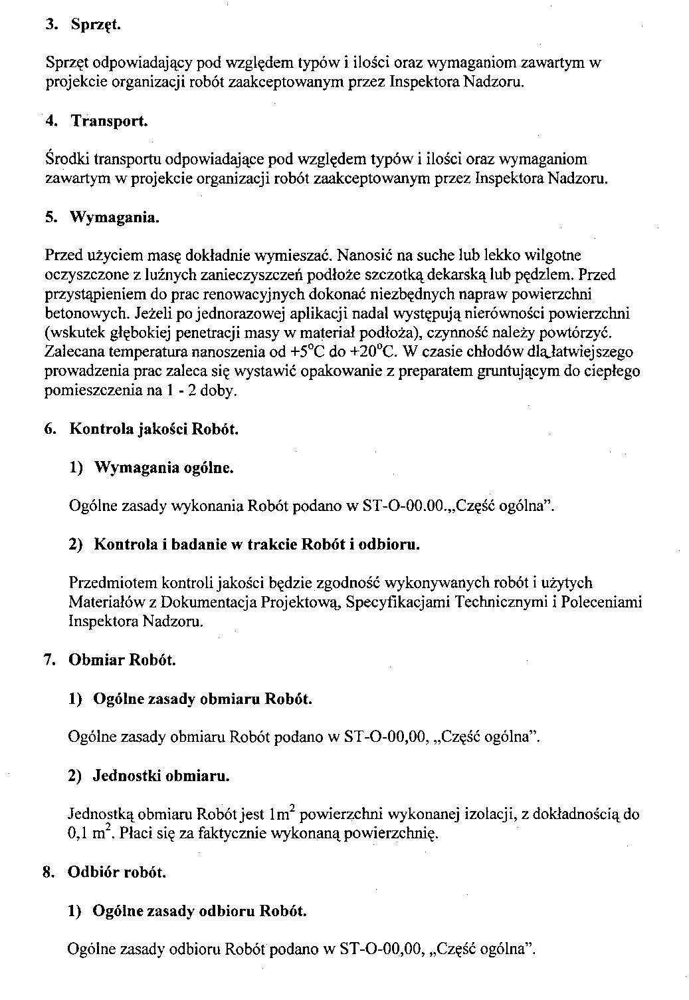 3. Sprzęt.
Sprzęt odpowiadający pod względem typów i ilości oraz wymaganiom zawartym w
projekcie organizacji robót zaakceptowanym przez Inspektora Nadzoru.
4. Transport.
Środki transportu odpowiadające pod względem typów i ilości oraz wymaganiom
zawartym w projekcie organizacji robót zaakceptowanym przez Inspektora Nadzoru.
5. Wymagania.
Przed użyciem masę dokładnie wymieszać. Nanosić na suche lub lekko wilgotne
oczyszczone z luźnych zanieczyszczeń podłoże szczotką dekarską lub pędzlem. Przed
przystąpieniem do prac renowacyjnych dokonać niezbędnych napraw powierzchni
betonowych. Jeżeli po jednorazowej aplikacji nadal występują nierówności powierzchni
(wskutek głębokiej penetracji masy w materiał podłoża), czynność należy powtórzyć.
Zalecana temperatura nanoszenia od +5°C do +20°C. W czasie chłodów dla łatwiejszego
prowadzenia prac zaleca się wystawić opakowanie z preparatem gruntującym do ciepłego
pomieszczenia na 1 - 2 doby.
6. Kontrola jakości Robót.
1) Wymagania ogólne.
Ogólne zasady wykonania Robót podano w ST-O-00.00.„Część ogólna”.
2) Kontrola i badanie w trakcie Robót i odbioru.
Przedmiotem kontroli jakości będzie zgodność wykonywanych robót i użytych
Materiałów z Dokumentacja Projektową, Specyfikacjami Technicznymi i Poleceniami
Inspektora Nadzoru.
7. Obmiar Robót.
1) Ogólne zasady obmiaru Robót.
Ogólne zasady obmiaru Robót podano w ST-O-00,00, „Część ogólna”.
2) Jednostki obmiaru.
Jednostką obmiaru Robót jest 1m² powierzchni wykonanej izolacji, z dokładnością do
0,1 m². Płaci się za faktycznie wykonaną powierzchnię.
8. Odbiór robót.
1) Ogólne zasady odbioru Robót.
Ogólne zasady odbioru Robót podano w ST-O-00,00, „Część ogólna”.